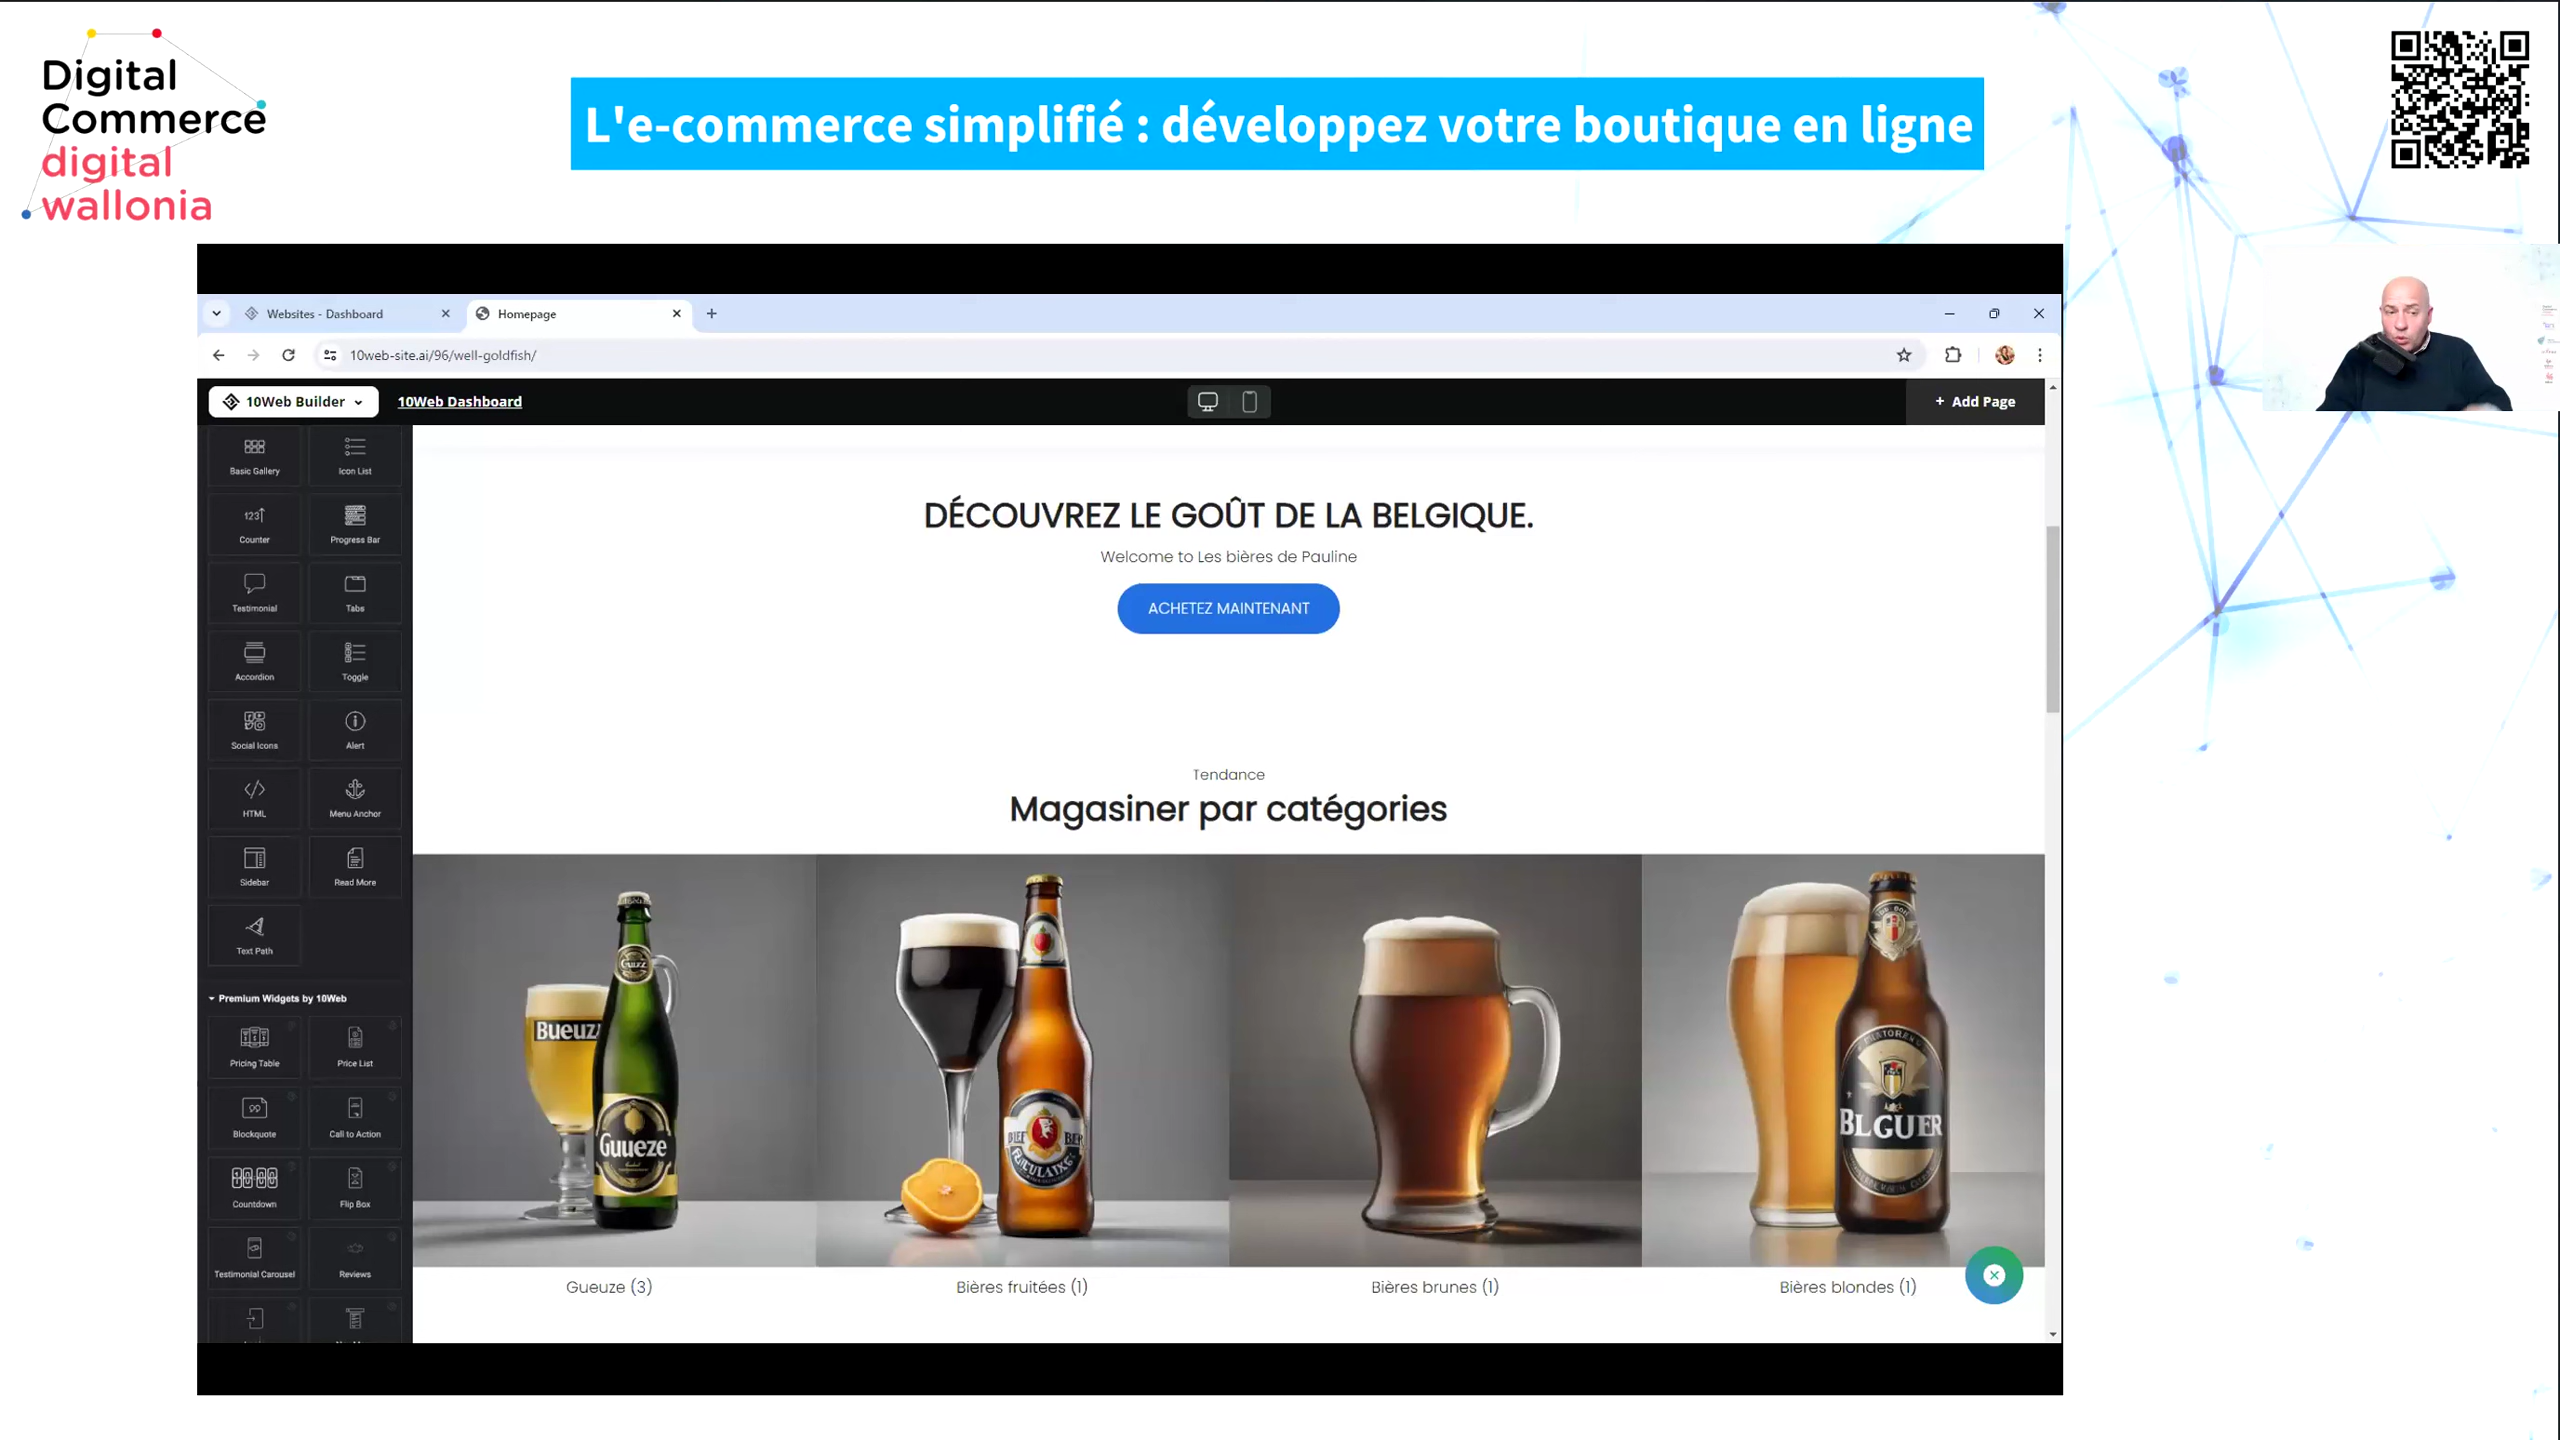 Digital
Commerce
digital
wallonia
L'e-commerce simplifié : développez votre boutique en ligne
Websites - Dashboard
Homepage
10web-site.ai/96/well-goldfish/
10Web Builder
10Web Dashboard
+ Add Page
Basic Gallery
Icon List
Counter
Progress Bar
Testimonial
Tabs
Accordion
Toggle
Social Icons
Alert
HTML
Menu Anchor
Sidebar
Read More
Text Path
Premium Widgets by 10Web
Pricing Table
Price List
Blockquote
Call to Action
Countdown
Flip Box
Testimonial Carousel
Reviews
DÉCOUVREZ LE GOÛT DE LA BELGIQUE.
Welcome to Les bières de Pauline
ACHETEZ MAINTENANT
Tendance
Magasiner par catégories
Bueuz
Guueze
BLGUER
Gueuze (3)
Bières fruitées (1)
Bières brunes (1)
Bières blondes (1)